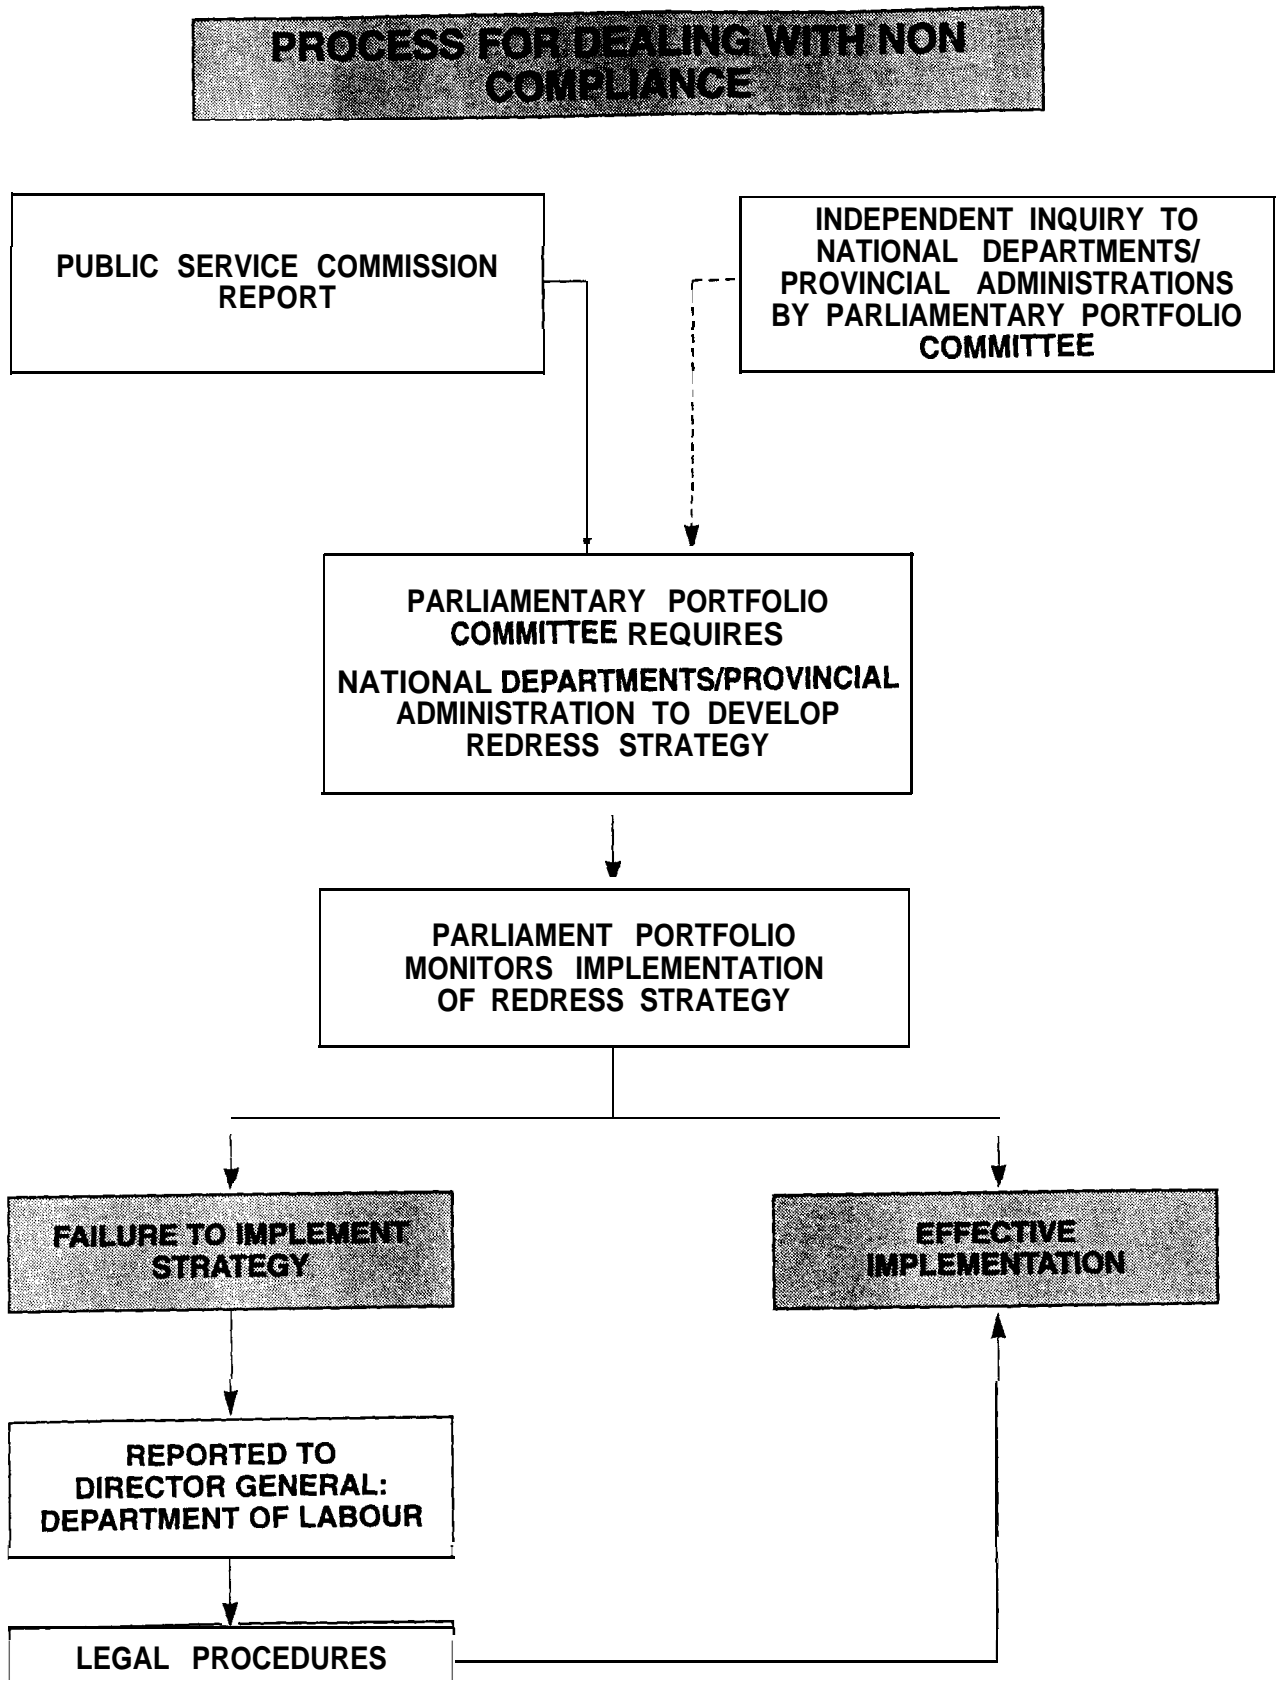 PROCESS FOR DEALING WITH NON
COMPLIANCE
PUBLIC SERVICE COMMISSION
REPORT
INDEPENDENT INQUIRY TO
NATIONAL DEPARTMENTS/
PROVINCIAL ADMINISTRATIONS
BY PARLIAMENTARY PORTFOLIO
COMMITTEE
PARLIAMENTARY PORTFOLIO
COMMITTEE REQUIRES
NATIONAL DEPARTMENTS/PROVINCIAL
ADMINISTRATION TO DEVELOP
REDRESS STRATEGY
PARLIAMENT PORTFOLIO
MONITORS IMPLEMENTATION
OF REDRESS STRATEGY
FAILURE TO IMPLEMENT
STRATEGY
EFFECTIVE
IMPLEMENTATION
REPORTED TO
DIRECTOR GENERAL:
DEPARTMENT OF LABOUR
LEGAL PROCEDURES